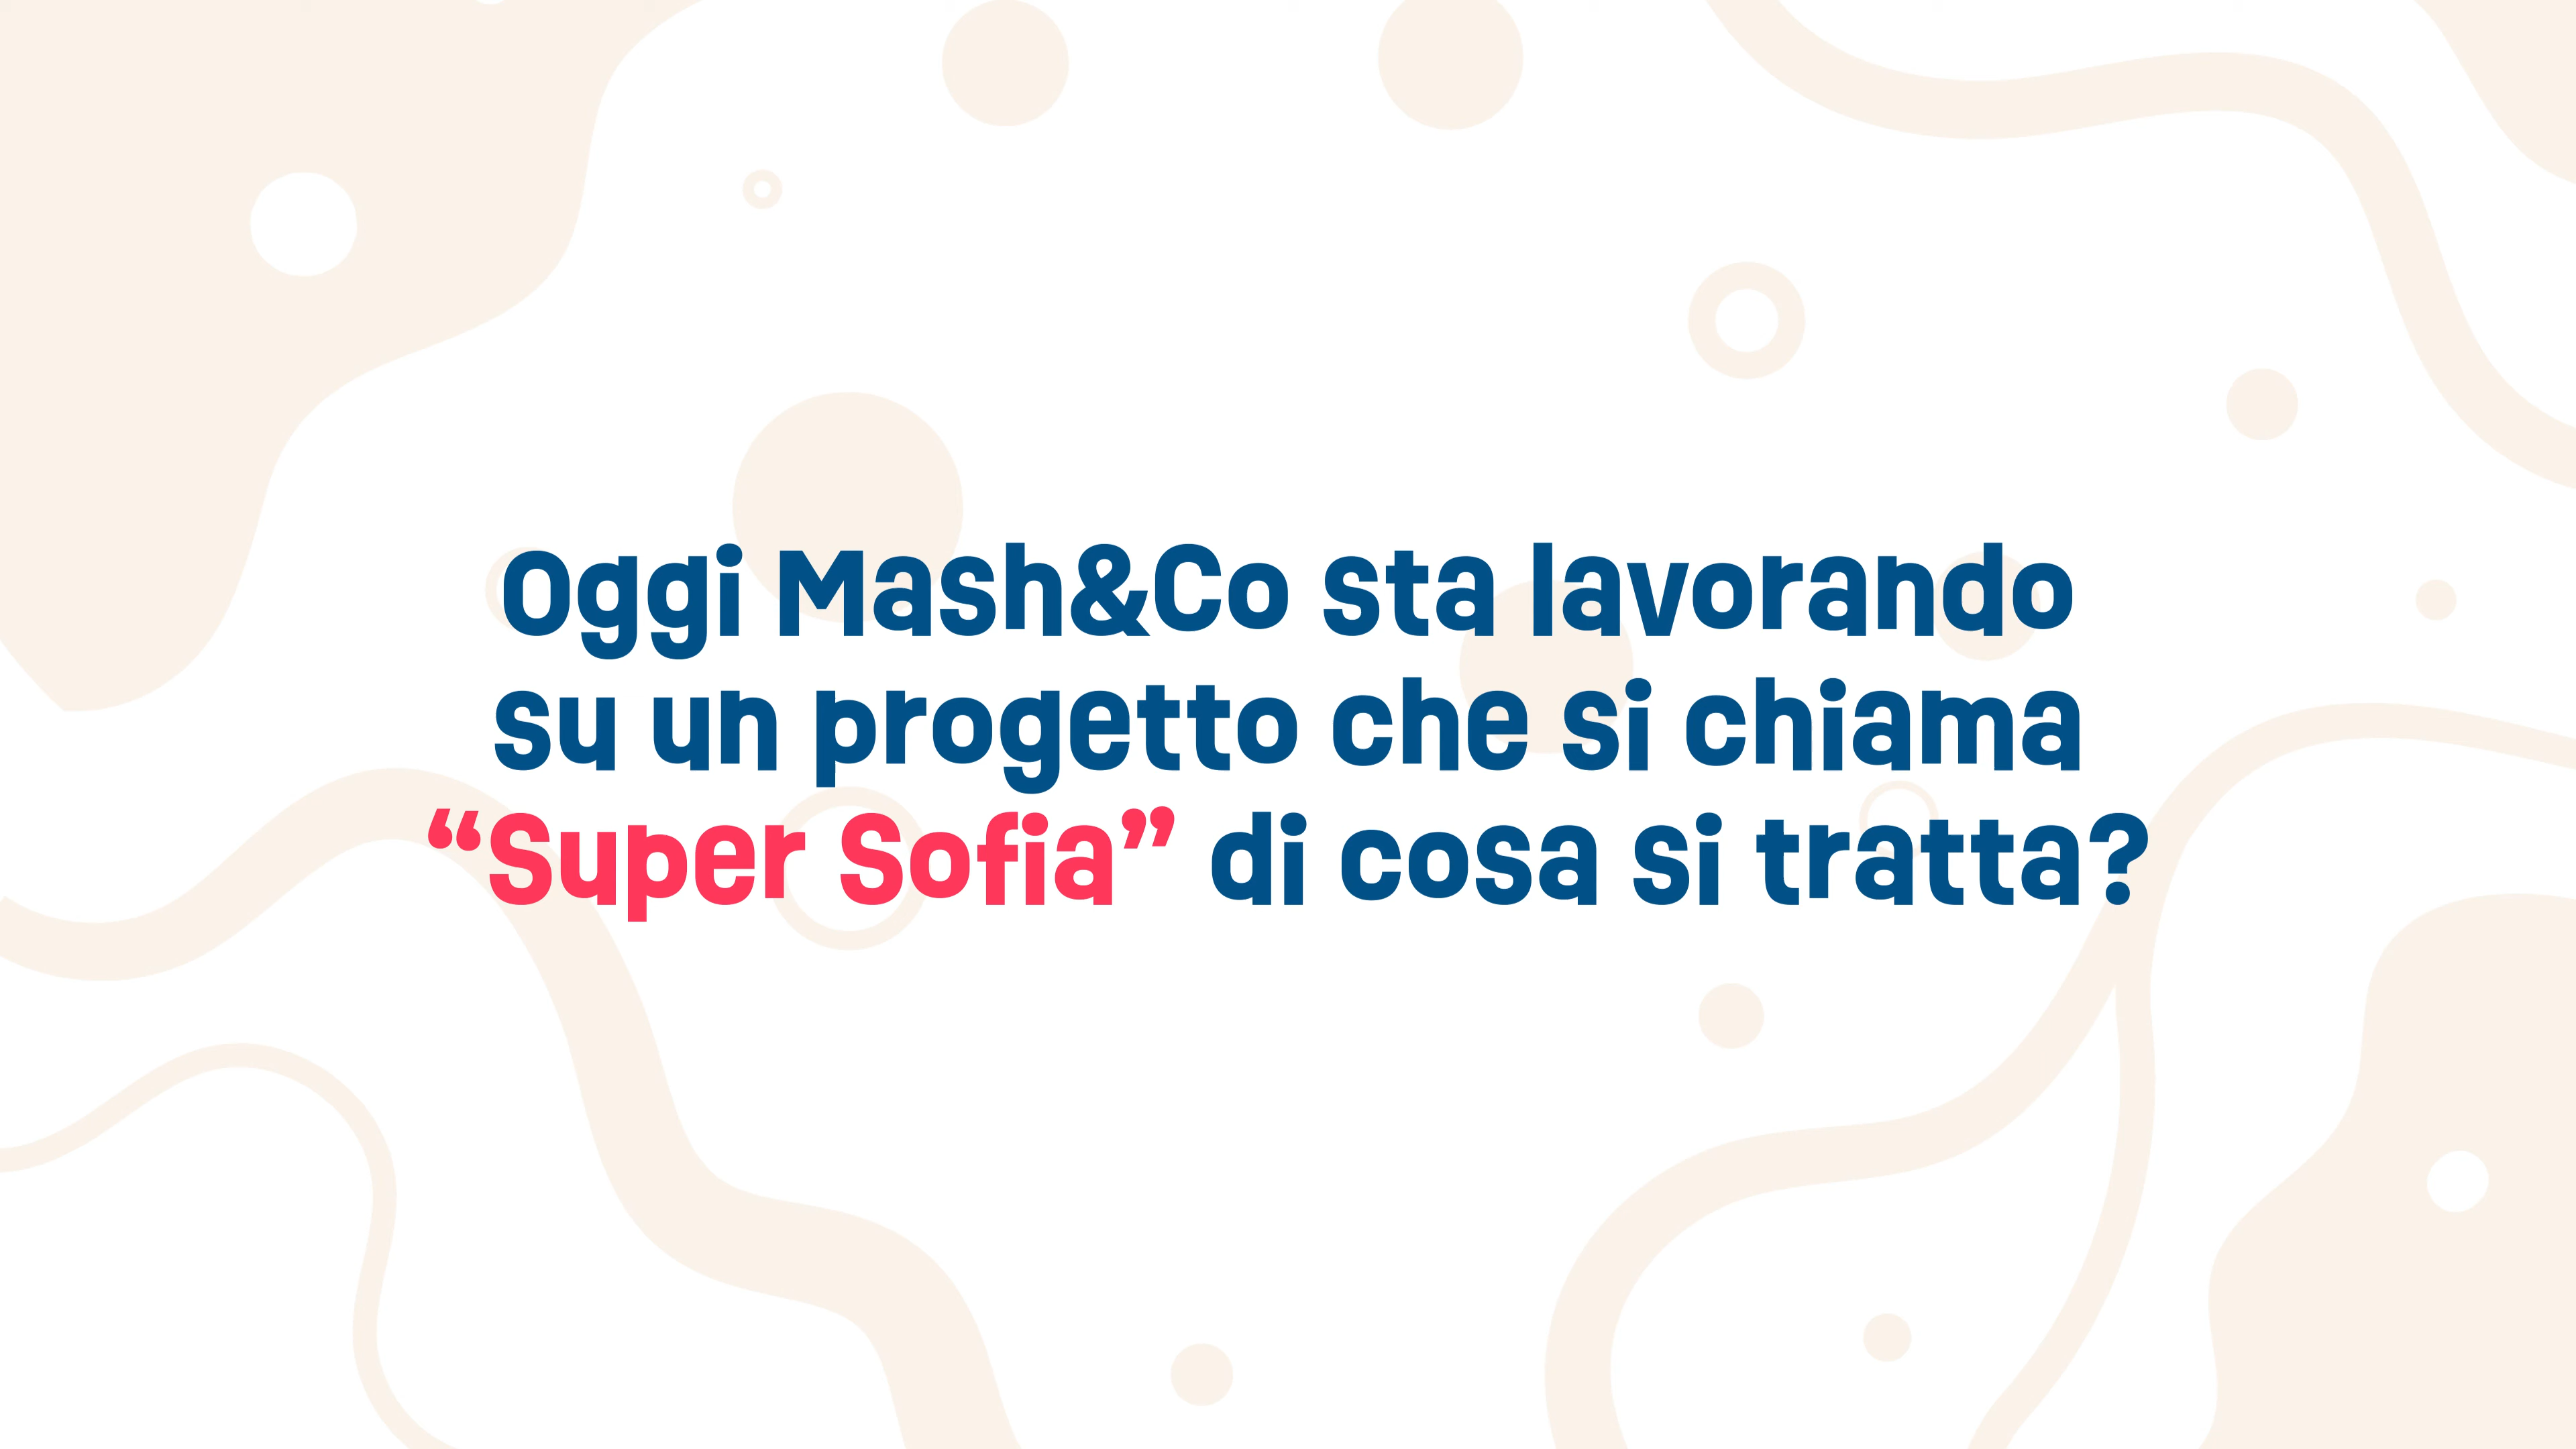 Oggi Mash&Co sta lavorando
su un progetto che si chiama
“Super Sofia” di cosa si tratta?